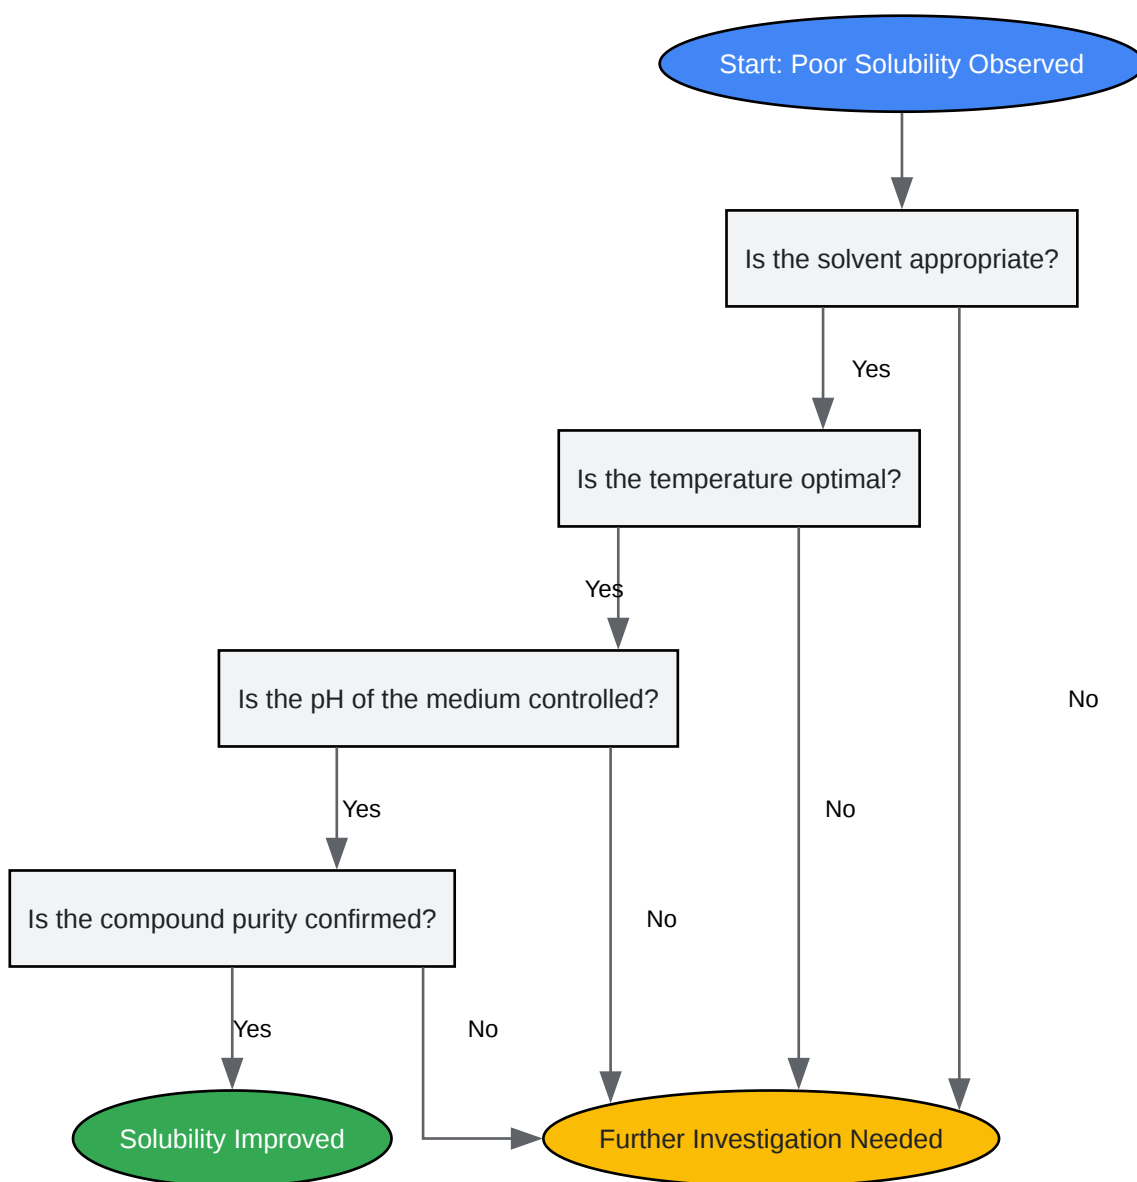 Start: Poor Solubility Observed
Is the solvent appropriate?
Yes
Is the temperature optimal?
Yes
Is the pH of the medium controlled?
No
Yes
No
Is the compound purity confirmed?
No
Yes
No
Solubility Improved
Further Investigation Needed